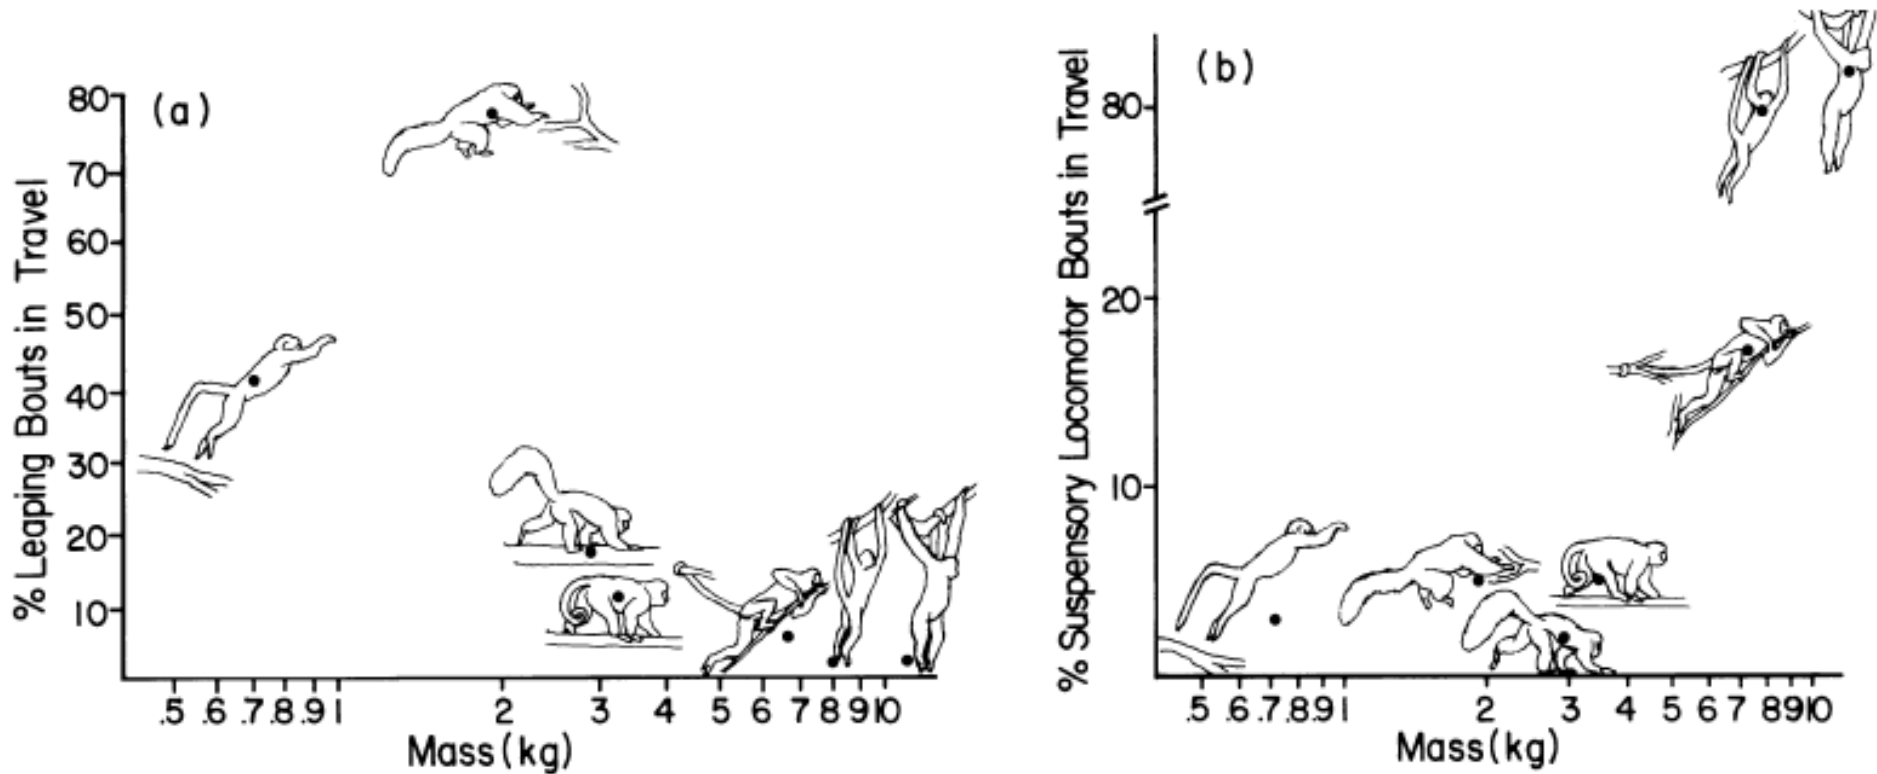 (a)
% Leaping Bouts in Travel
80
70
60
50
40
30
20
10
.5 .6 .7 .8 .9 1 2 3 4 5 6 7 8 9 10
Mass(kg)
(b)
% Suspensory Locomotor Bouts in Travel
80
20
10
.5 .6 .7 .8 .9 1 2 3 4 5 6 7 8 9 10
Mass(kg)